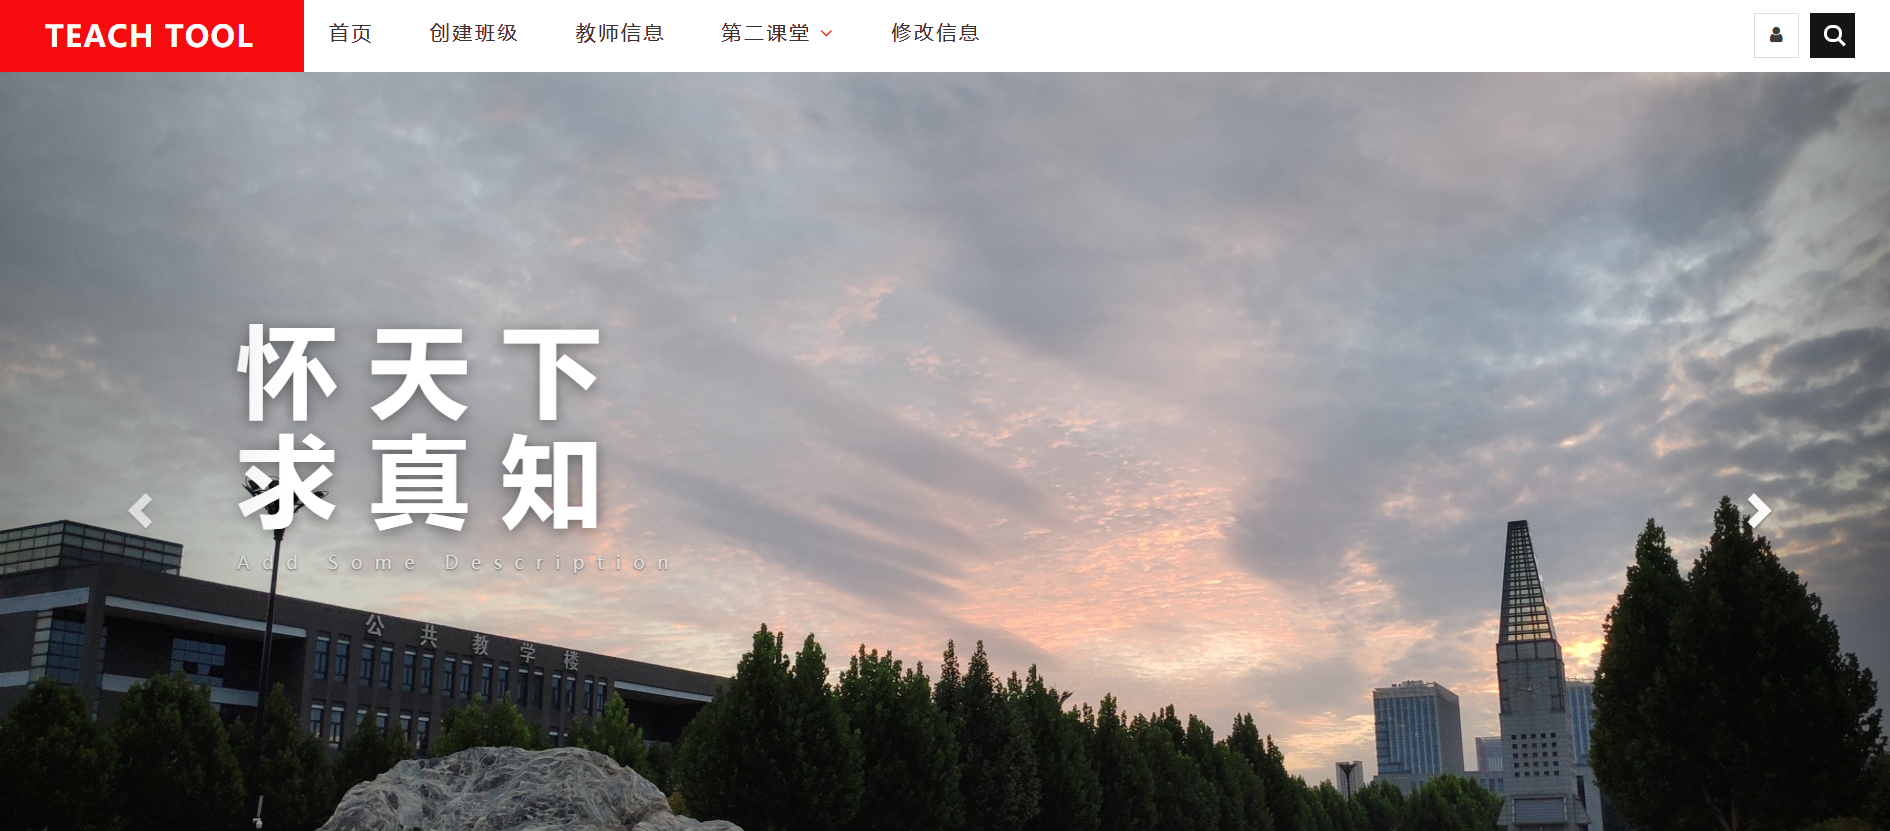 TEACH TOOL
首页 创建班级 教师信息 第二课堂 修改信息
怀天下
求真知
Add Some Description
公共教学楼